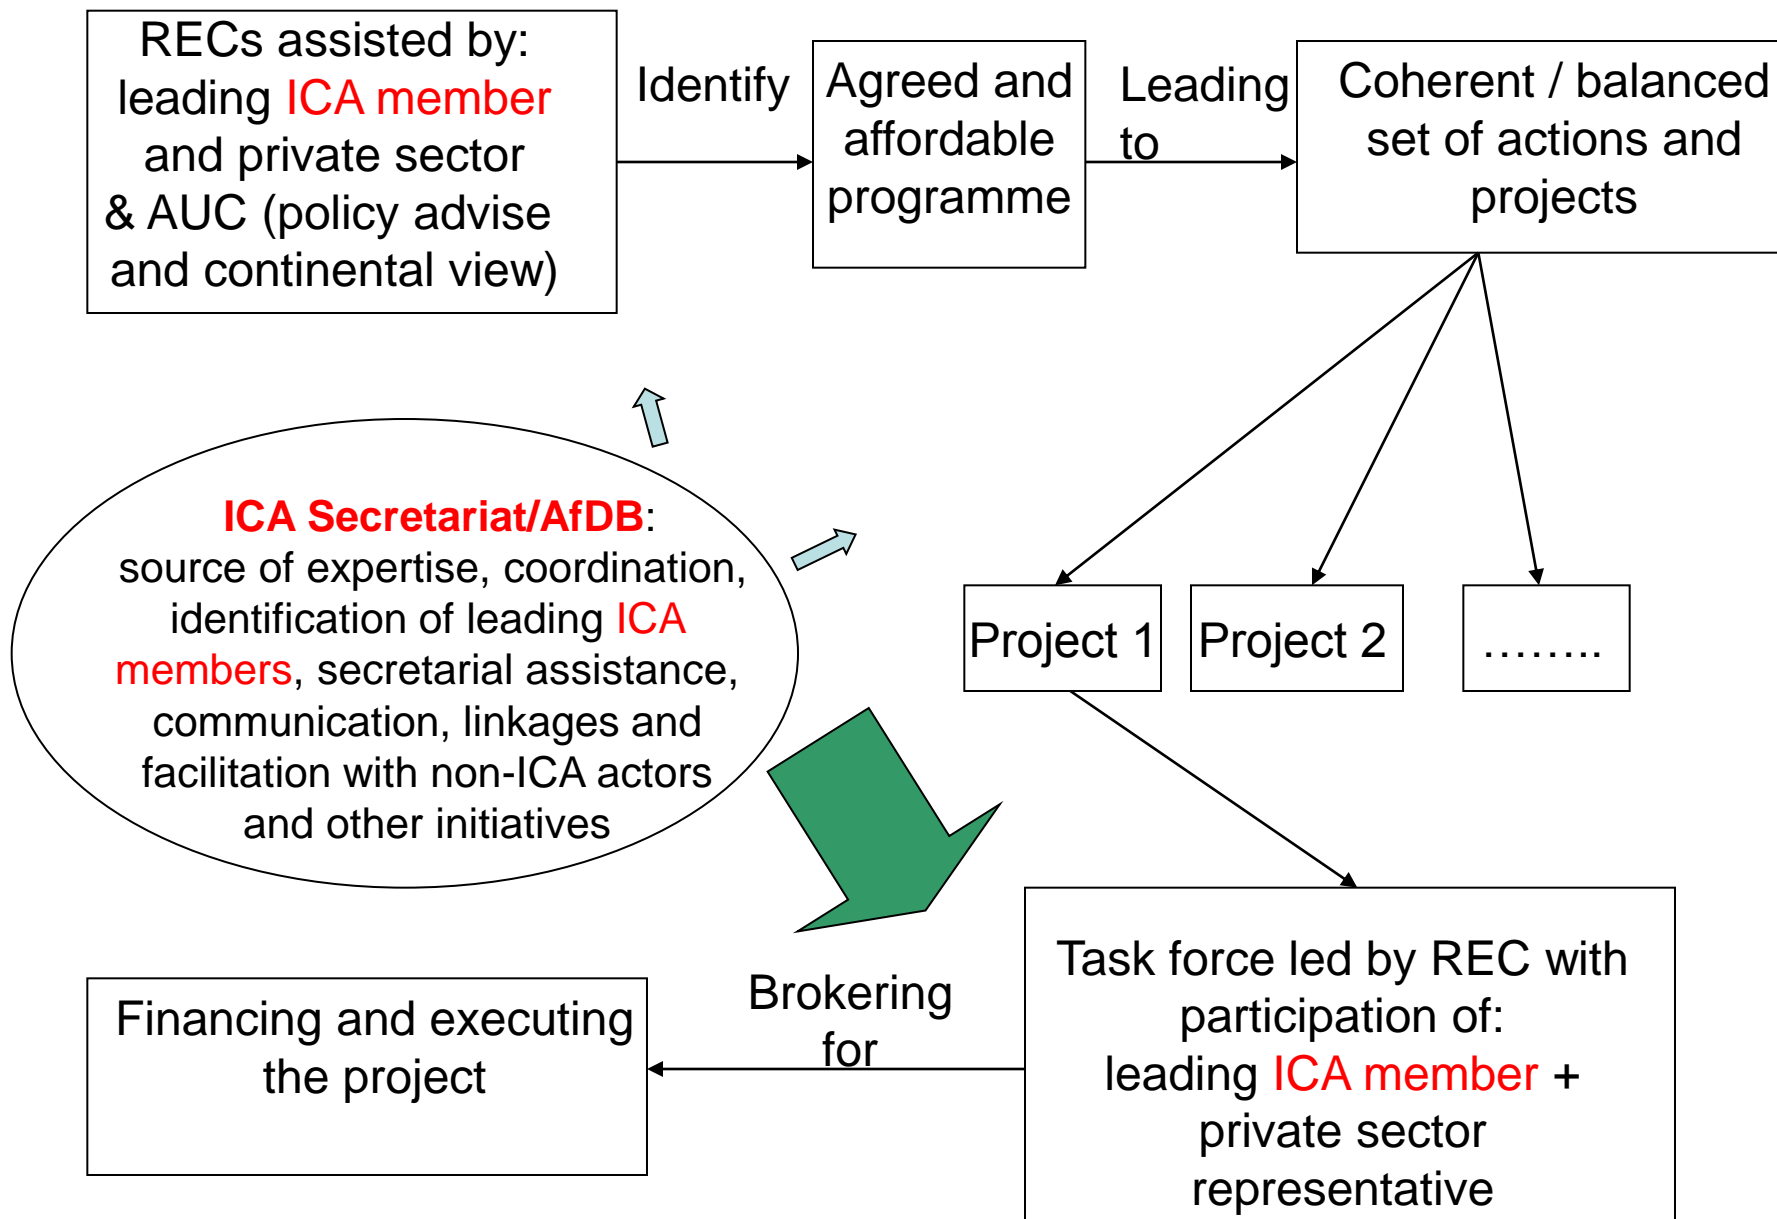 RECs assisted by:
leading ICA member
and private sector
& AUC (policy advise
and continental view)
Identify
Agreed and
affordable
programme
Leading
to
Coherent / balanced
set of actions and
projects
ICA Secretariat/AfDB:
source of expertise, coordination,
identification of leading ICA
members, secretarial assistance,
communication, linkages and
facilitation with non-ICA actors
and other initiatives
Project 1
Project 2
……..
Task force led by REC with
participation of:
leading ICA member +
private sector
representative
Brokering
for
Financing and executing
the project